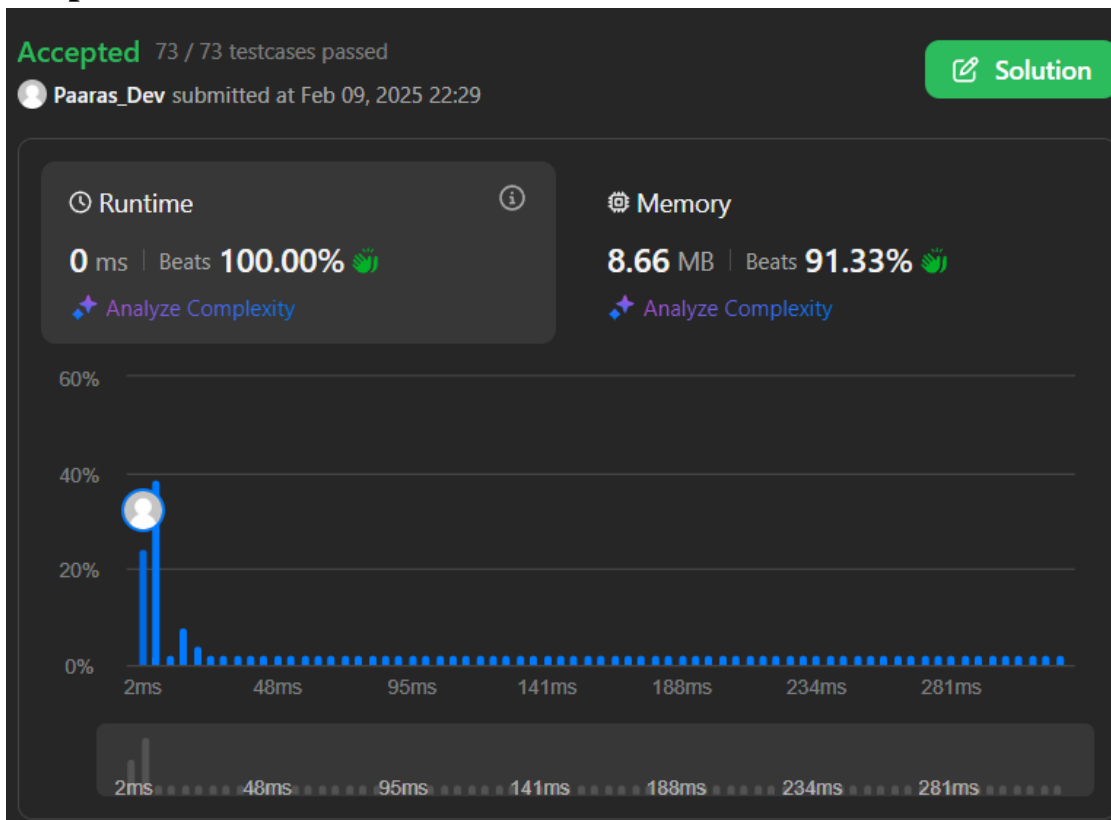 Accepted 73 / 73 testcases passed
Solution
Paaras_Dev submitted at Feb 09, 2025 22:29
Runtime
0 ms | Beats 100.00%
Analyze Complexity
Memory
8.66 MB | Beats 91.33%
Analyze Complexity
60%
40%
20%
0%
2ms 48ms 95ms 141ms 188ms 234ms 281ms
2ms 48ms 95ms 141ms 188ms 234ms 281ms